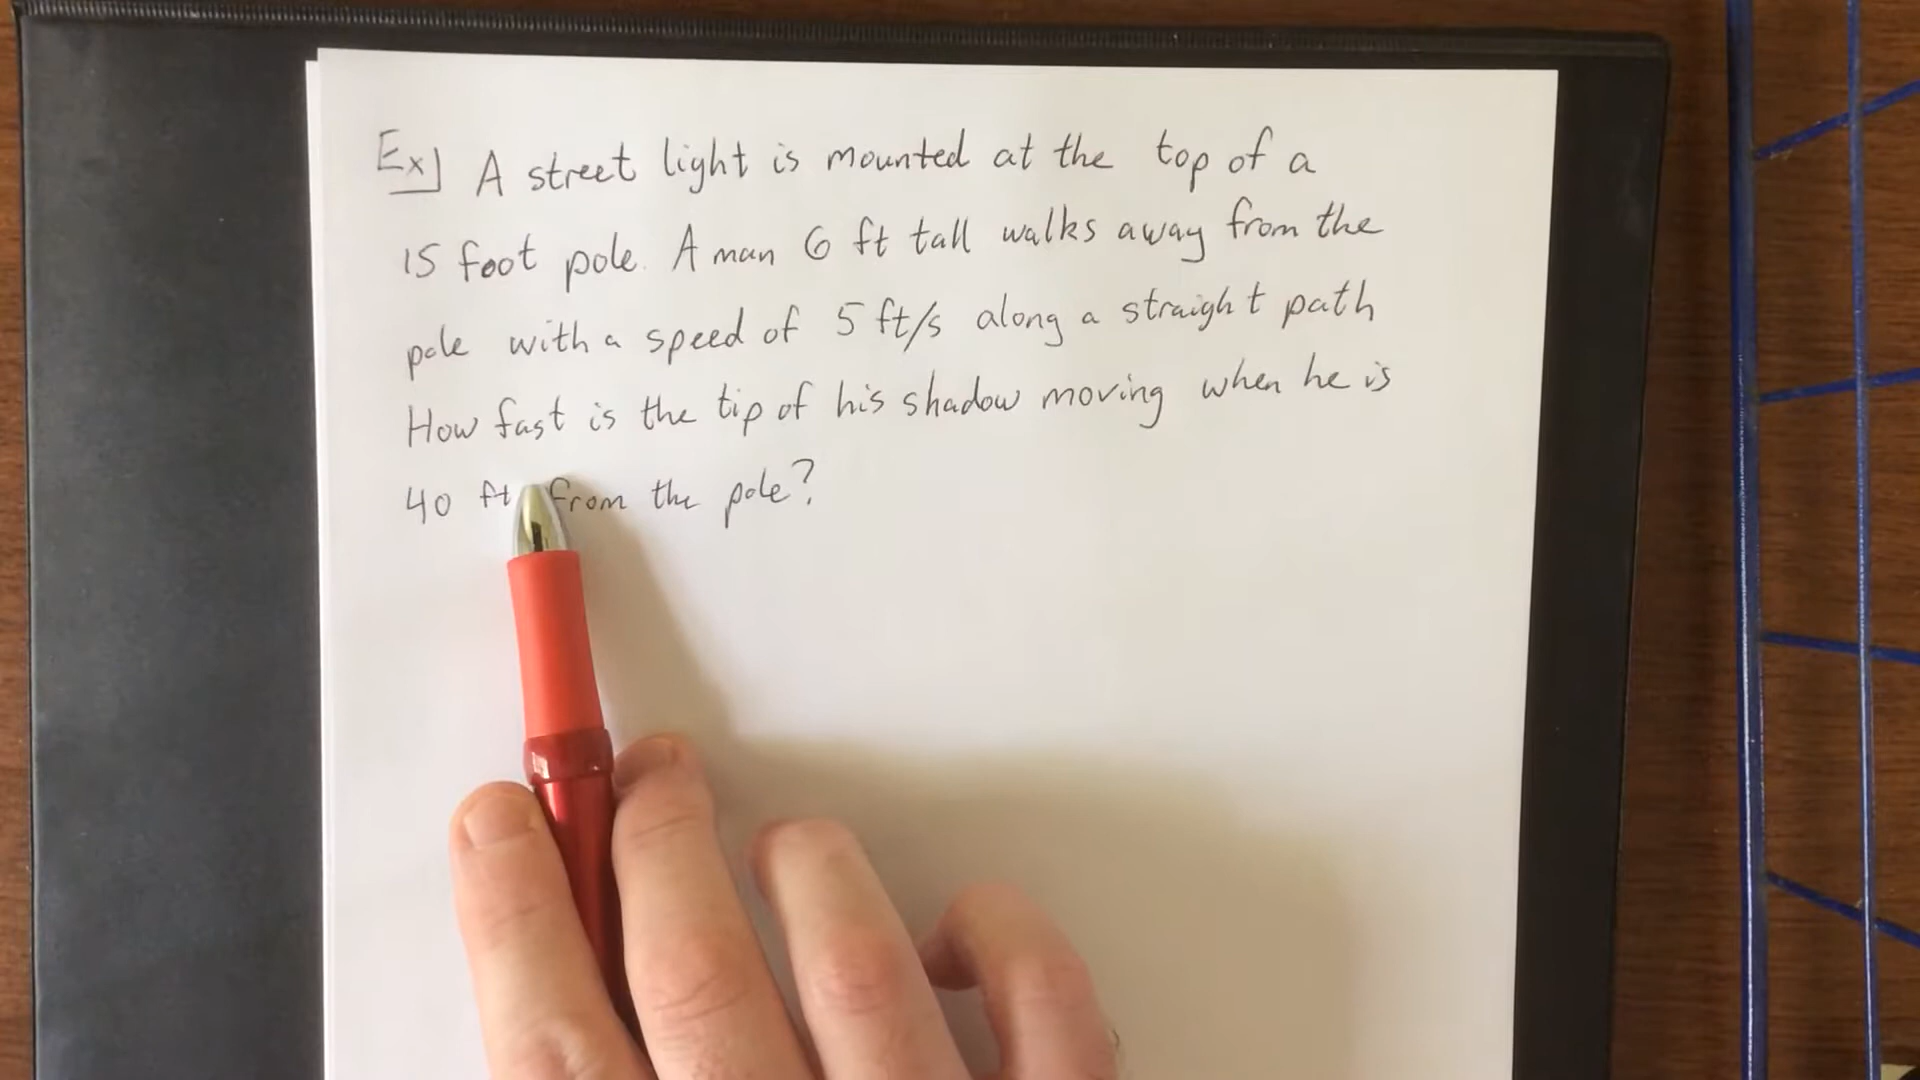 Ex] A street light is mounted at the top of a
15 foot pole. A man 6 ft tall walks away from the
pole with a speed of 5 ft/s along a straight path
How fast is the tip of his shadow moving when he is
40 ft from the pole?